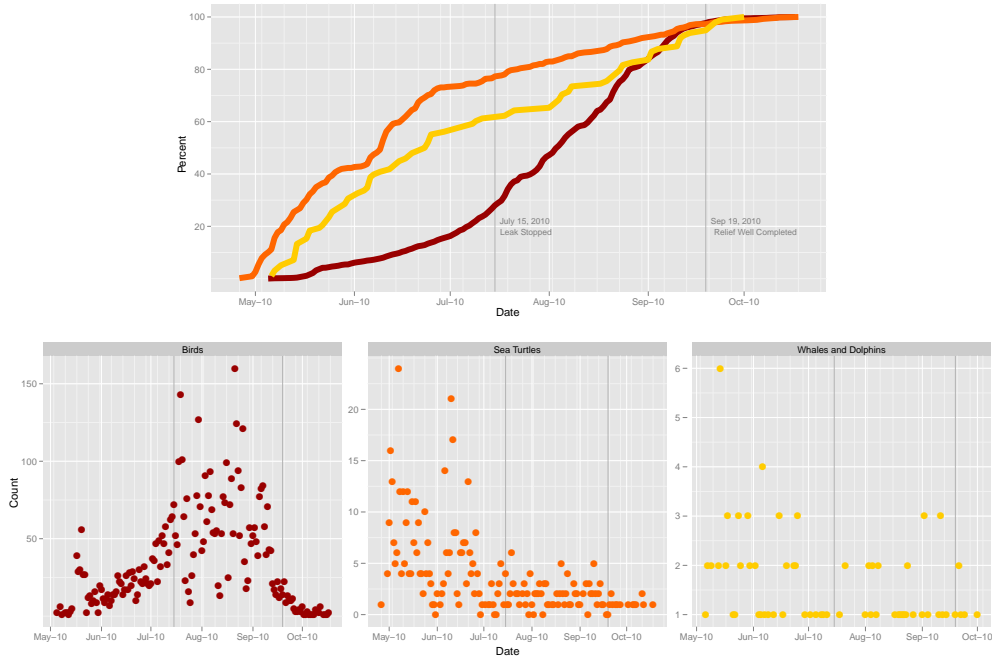 100
80
60
40
20
Percent
July 15, 2010
Leak Stopped
Sep 19, 2010
Relief Well Completed
May–10
Jun–10
Jul–10
Aug–10
Sep–10
Oct–10
Date
Birds
Sea Turtles
Whales and Dolphins
150
100
50
Count
20
15
10
5
0
6
5
4
3
2
1
May–10
Jun–10
Jul–10
Aug–10
Sep–10
Oct–10
May–10
Jun–10
Jul–10
Aug–10
Sep–10
Oct–10
May–10
Jun–10
Jul–10
Aug–10
Sep–10
Oct–10
Date